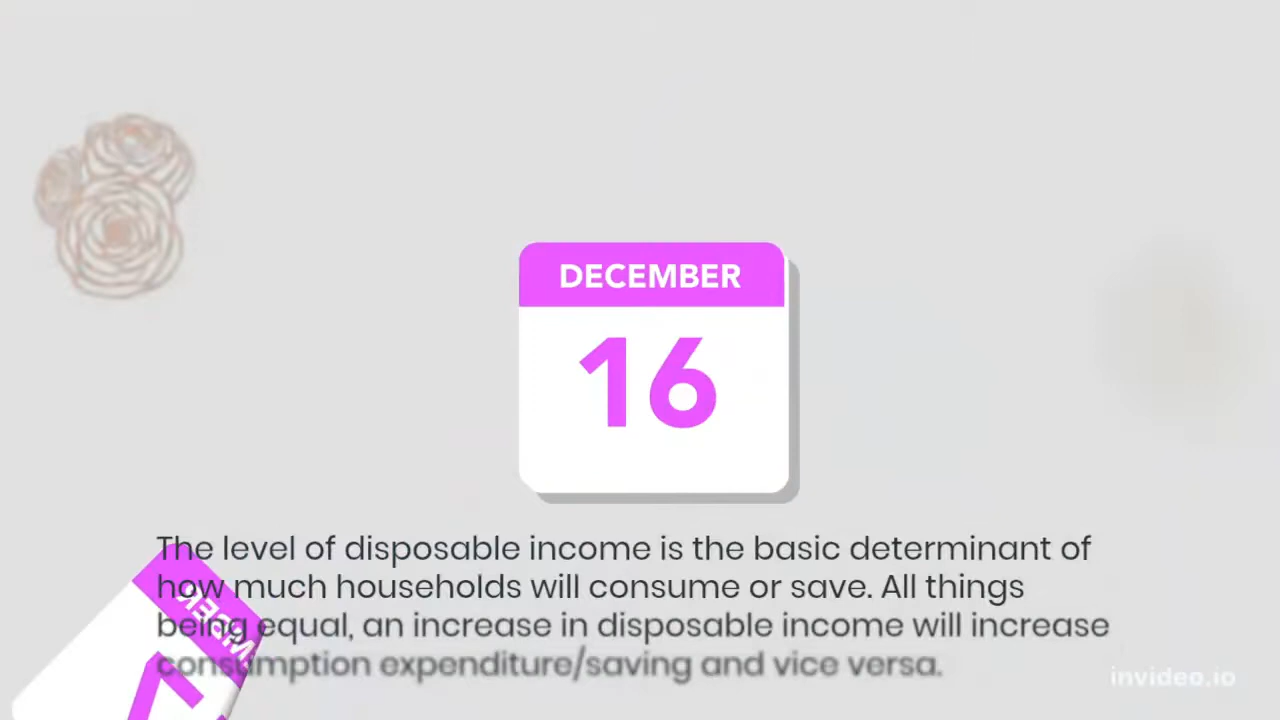 DECEMBER
16
The level of disposable income is the basic determinant of
how much households will consume or save. All things
being equal, an increase in disposable income will increase
consumption expenditure/saving and vice versa.
invideo.io